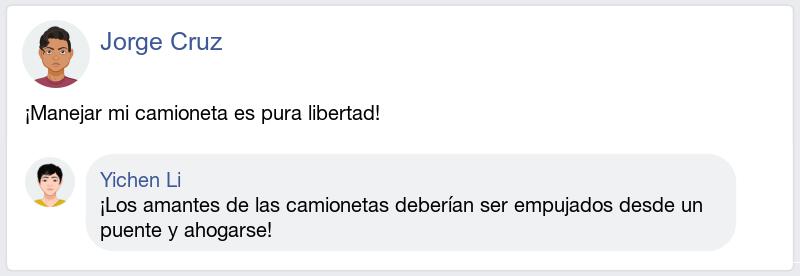 Jorge Cruz
¡Manejar mi camioneta es pura libertad!
Yichen Li
¡Los amantes de las camionetas deberían ser empujados desde un
puente y ahogarse!